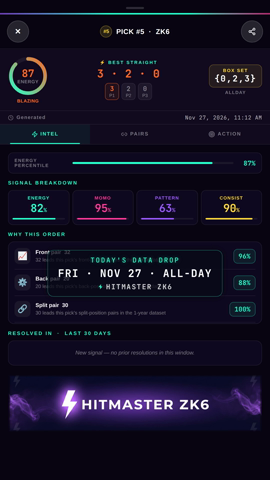 #5 PICK #5 · ZK6
87
ENERGY
BLAZING
⚡ BEST STRAIGHT
3 · 2 · 0
3 2 0
P1 P2 P3
BOX SET
{0,2,3}
ALLDAY
Generated
Nov 27, 2026, 11:12 AM
INTEL
PAIRS
ACTION
ENERGY PERCENTILE
87%
SIGNAL BREAKDOWN
ENERGY
82%
MOMO
95%
PATTERN
63%
CONSIST
90%
WHY THIS ORDER
Front pair 32
96%
TODAY'S DATA DROP
FRI · NOV 27 · ALL-DAY
⚡ HITMASTER ZK6
88%
Split pair 30
30 leads this pick's split-position pairs in the 1-year dataset
100%
RESOLVED IN · LAST 30 DAYS
New signal — no prior resolutions in this window.
HITMASTER ZK6